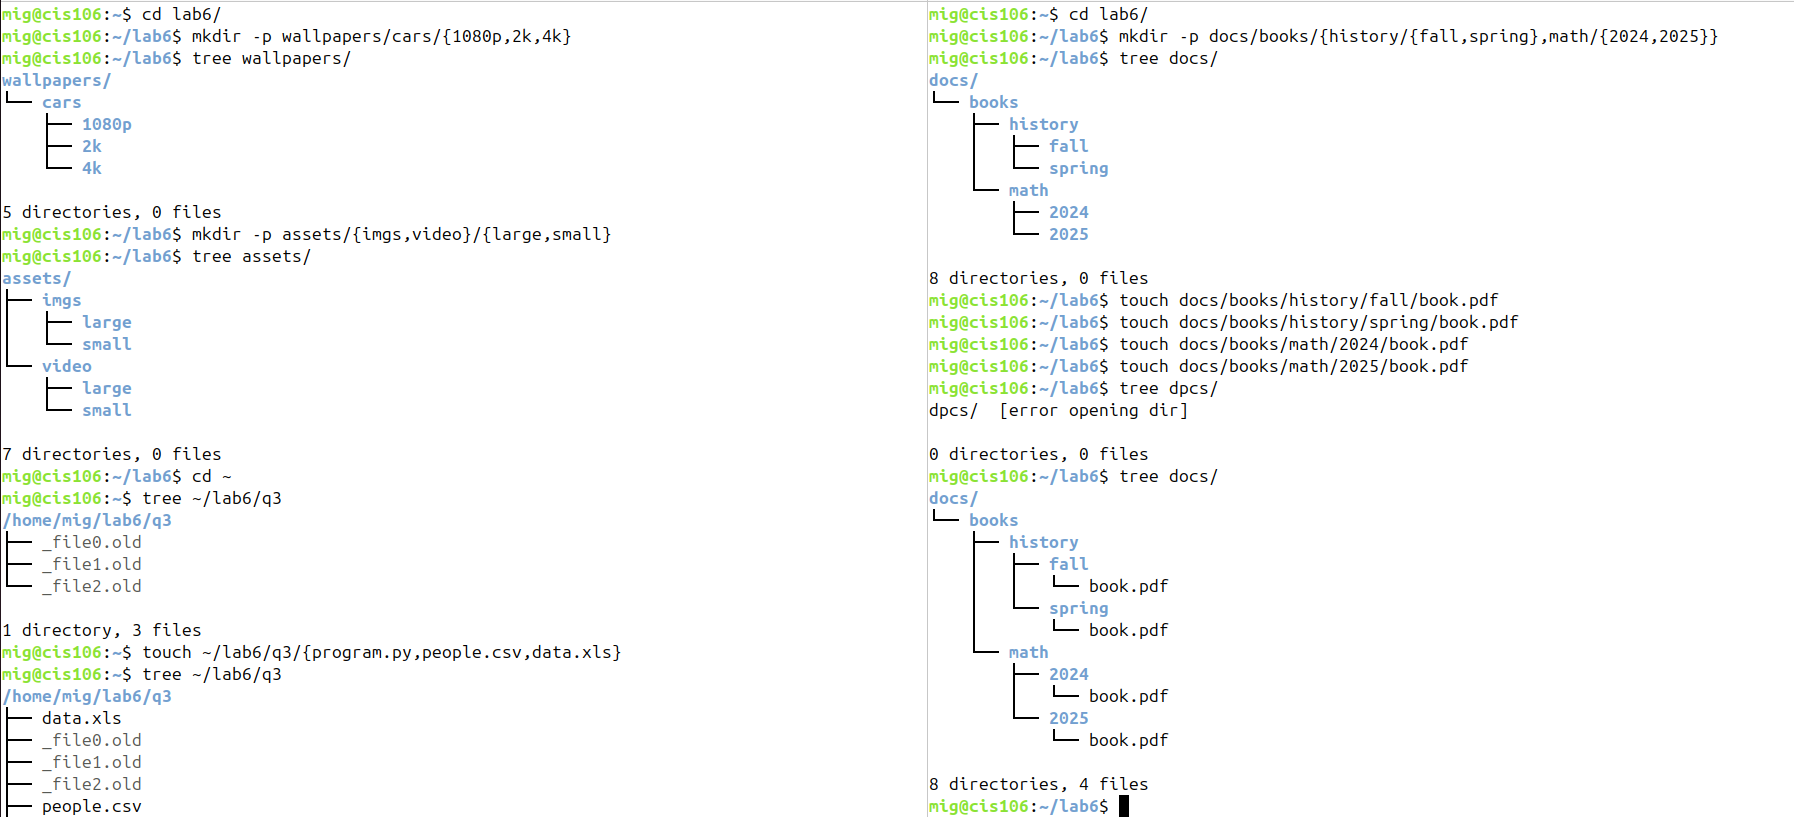 mig@cis106:~$ cd lab6/
mig@cis106:~/lab6$ mkdir -p wallpapers/cars/{1080p,2k,4k}
mig@cis106:~/lab6$ tree wallpapers/
wallpapers/
└── cars
    ├── 1080p
    ├── 2k
    └── 4k

5 directories, 0 files
mig@cis106:~/lab6$ mkdir -p assets/{imgs,video}/{large,small}
mig@cis106:~/lab6$ tree assets/
assets/
├── imgs
│   ├── large
│   └── small
└── video
    ├── large
    └── small

7 directories, 0 files
mig@cis106:~/lab6$ cd ~
mig@cis106:~$ tree ~/lab6/q3
/home/mig/lab6/q3
├── _file0.old
├── _file1.old
└── _file2.old

1 directory, 3 files
mig@cis106:~$ touch ~/lab6/q3/{program.py,people.csv,data.xls}
mig@cis106:~$ tree ~/lab6/q3
/home/mig/lab6/q3
├── data.xls
├── _file0.old
├── _file1.old
├── _file2.old
├── people.csv
mig@cis106:~$ cd lab6/
mig@cis106:~/lab6$ mkdir -p docs/books/{history/{fall,spring},math/{2024,2025}}
mig@cis106:~/lab6$ tree docs/
docs/
└── books
    ├── history
    │   ├── fall
    │   └── spring
    └── math
        ├── 2024
        └── 2025

8 directories, 0 files
mig@cis106:~/lab6$ touch docs/books/history/fall/book.pdf
mig@cis106:~/lab6$ touch docs/books/history/spring/book.pdf
mig@cis106:~/lab6$ touch docs/books/math/2024/book.pdf
mig@cis106:~/lab6$ touch docs/books/math/2025/book.pdf
mig@cis106:~/lab6$ tree dpcs/
dpcs/  [error opening dir]

0 directories, 0 files
mig@cis106:~/lab6$ tree docs/
docs/
└── books
    ├── history
    │   ├── fall
    │   │   └── book.pdf
    │   └── spring
    │       └── book.pdf
    └── math
        ├── 2024
        │   └── book.pdf
        └── 2025
            └── book.pdf

8 directories, 4 files
mig@cis106:~/lab6$